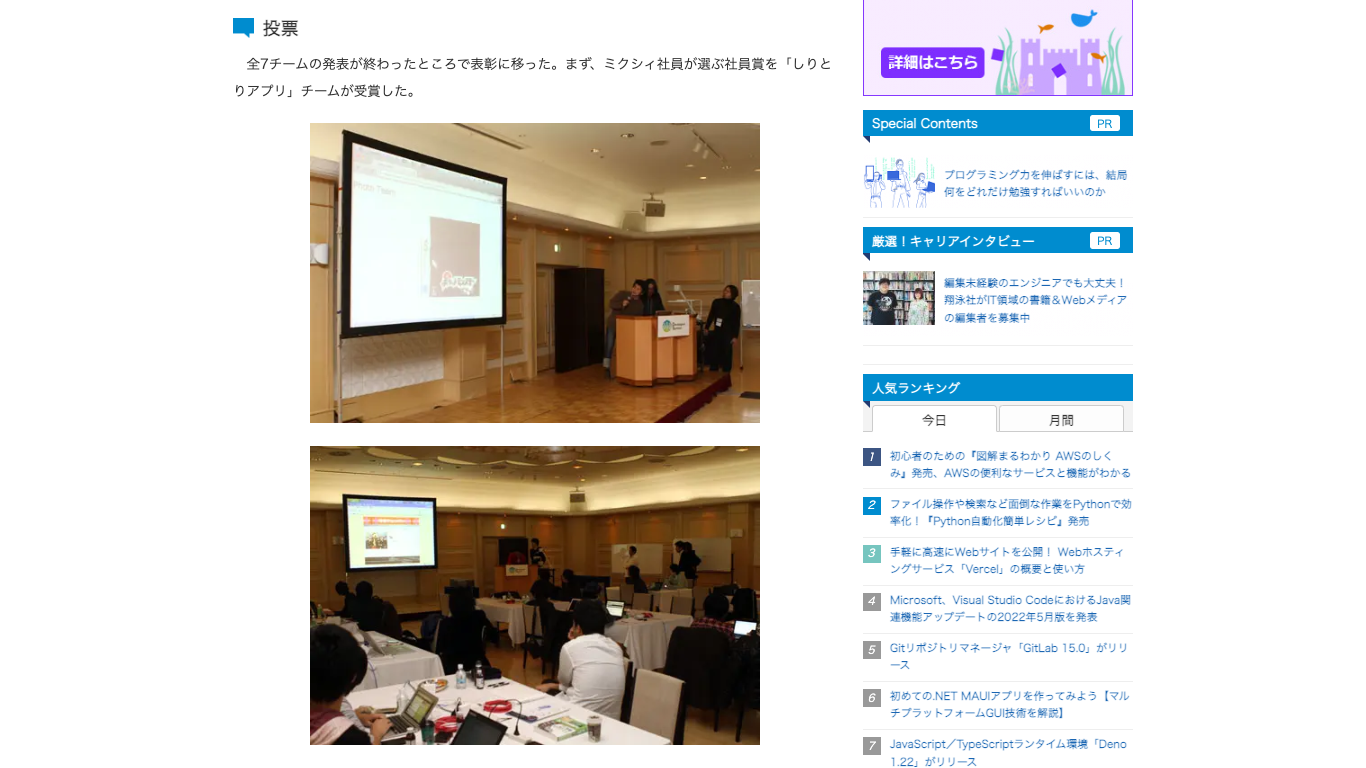 投票
全7チームの発表が終わったところで表彰に移った。まず、ミクシィ社員が選ぶ社員賞を「しりと
りアプリ」チームが受賞した。
詳細はこちら
Special Contents
PR
プログラミング力を伸ばすには、結局
何をどれだけ勉強すればいいのか
厳選！キャリアインタビュー
PR
編集未経験のエンジニアでも大丈夫！
翔泳社がIT領域の書籍＆Webメディア
の編集者を募集中
人気ランキング
今日
月間
1
初心者のための『図解まるわかり AWSのしく
み』発売、AWSの便利なサービスと機能がわかる
2
ファイル操作や検索など面倒な作業をPythonで効
率化！『Python自動化簡単レシピ』発売
3
手軽に高速にWebサイトを公開！ Webホスティ
ングサービス「Vercel」の概要と使い方
4
Microsoft、Visual Studio CodeにおけるJava関
連機能アップデートの2022年5月版を発表
5
Gitリポジトリマネージャ「GitLab 15.0」がリリ
ース
6
初めての.NET MAUIアプリを作ってみよう【マル
チプラットフォームGUI技術を解説】
7
JavaScript／TypeScriptランタイム環境「Deno
1.22」がリリース